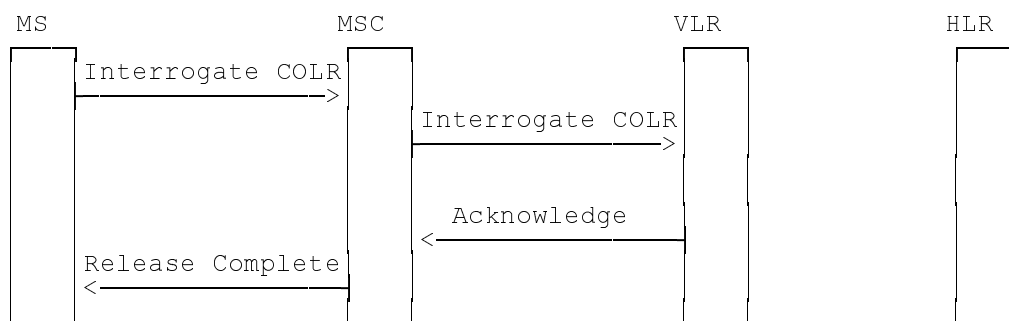 MS MSC VLR HLR
Interrogate COLR
Interrogate COLR
Acknowledge
Release Complete